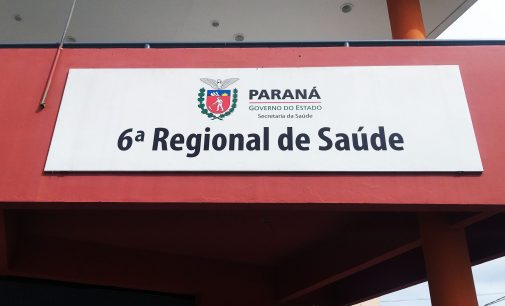 PARANÁ
GOVERNO DO ESTADO
Secretaria da Saúde
6ª Regional de Saúde